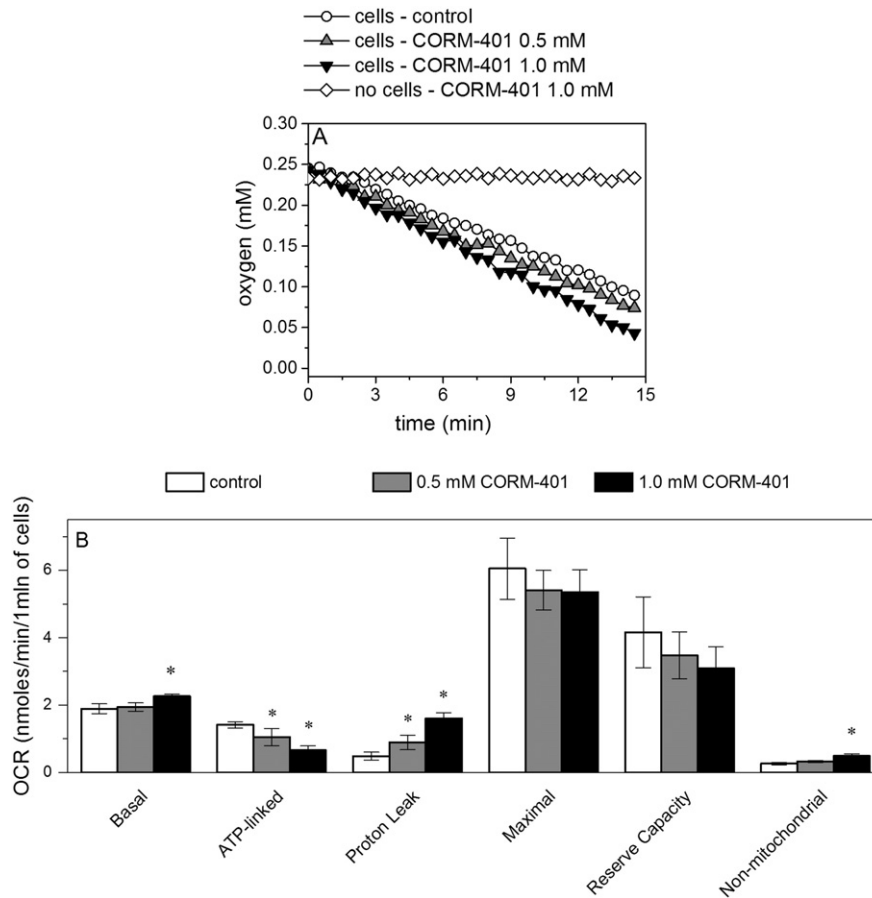 cells - control
cells - CORM-401 0.5 mM
cells - CORM-401 1.0 mM
no cells - CORM-401 1.0 mM
A
0.30
0.25
0.20
0.15
0.10
0.05
0.00
oxygen (mM)
0 3 6 9 12 15
time (min)
control 0.5 mM CORM-401 1.0 mM CORM-401
B
OCR (nmoles/min/1mln of cells)
6
4
2
0
* * * * * *
Basal
ATP-linked
Proton Leak
Maximal
Reserve Capacity
Non-mitochondrial